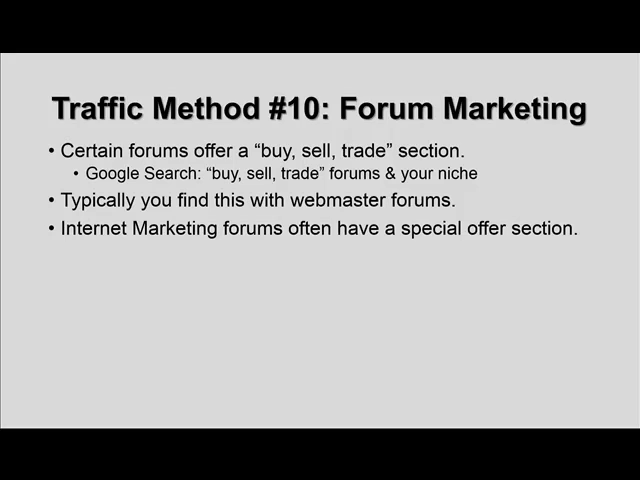 Traffic Method #10: Forum Marketing
• Certain forums offer a “buy, sell, trade” section.
• Google Search: “buy, sell, trade” forums & your niche
• Typically you find this with webmaster forums.
• Internet Marketing forums often have a special offer section.